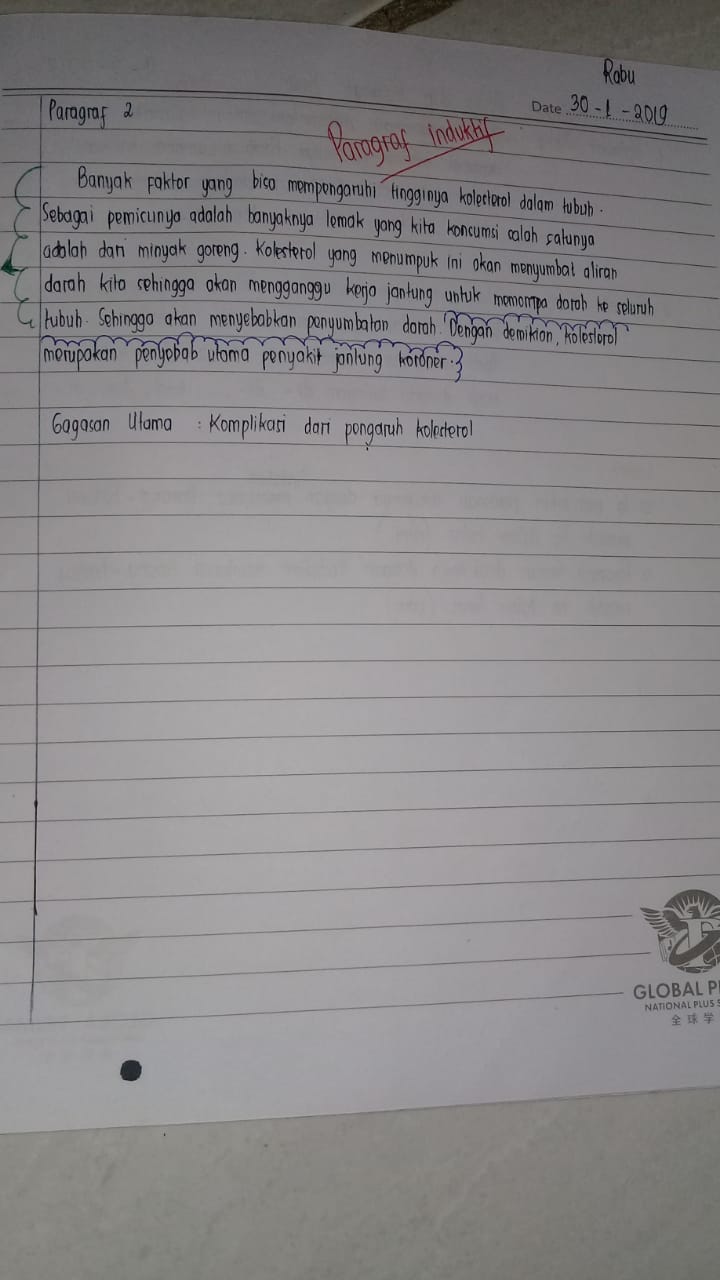 Rabu
Date 30-1-2019
Paragraf 2
Paragraf induktif
Banyak faktor yang bisa mempengaruhi tingginya kolesterol dalam tubuh.
Sebagai pemicunya adalah banyaknya lemak yang kita konsumsi salah satunya
adalah dari minyak goreng. Kolesterol yang menumpuk ini akan menyumbat aliran
darah kita sehingga akan mengganggu kerja jantung untuk memompa darah ke seluruh
tubuh. Sehingga akan menyebabkan penyumbatan darah. Dengan demikian, kolesterol
merupakan penyebab utama penyakit jantung koroner.
Gagasan Utama : Komplikasi dari pengaruh kolesterol
GLOBAL P
NATIONAL PLUS S
全球学